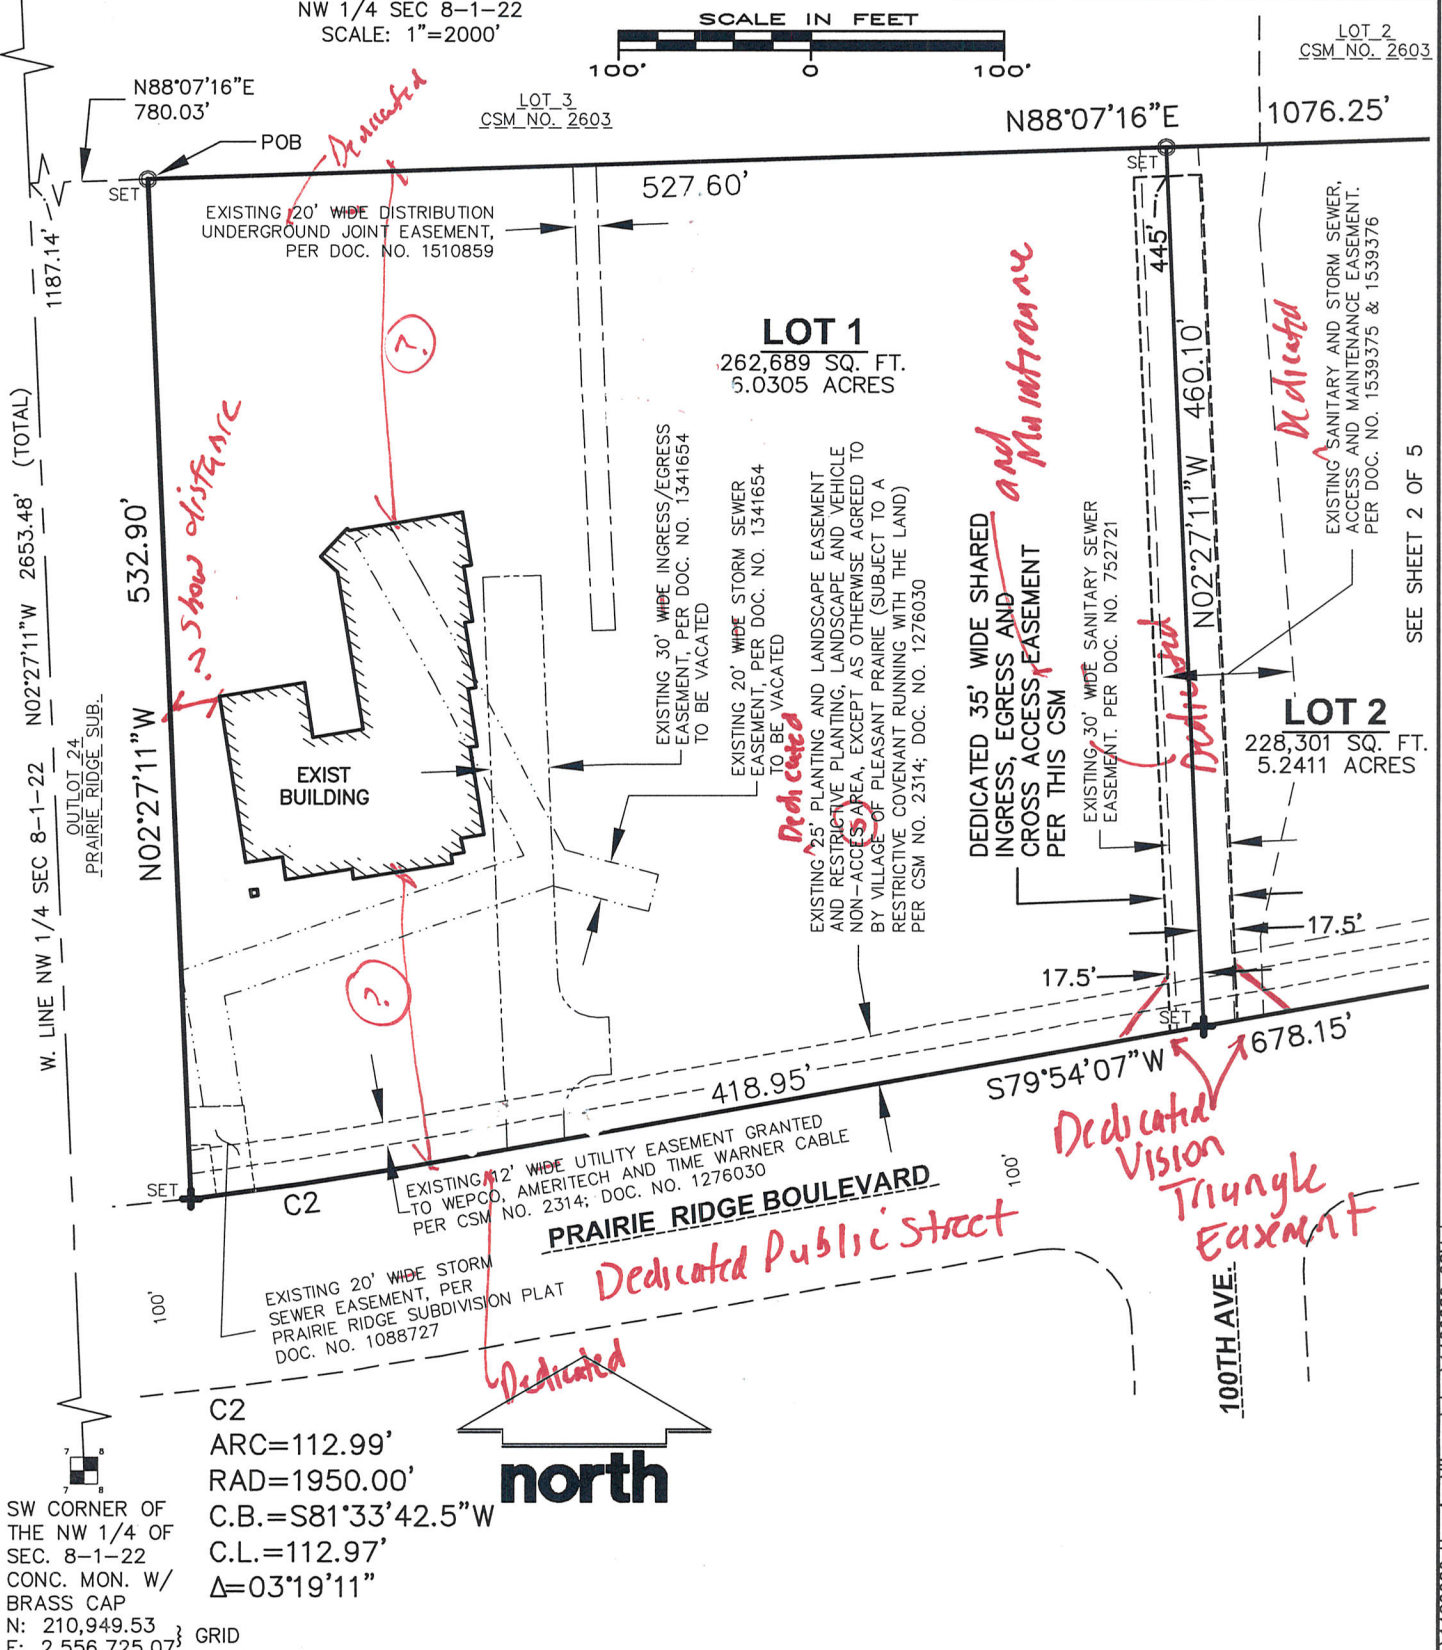 NW 1/4 SEC 8-1-22
SCALE: 1"=2000'
SCALE IN FEET
100' 0 100'
LOT 2
CSM NO. 2603
N88°07'16"E
780.03'
POB
Dedicated
LOT 3
CSM NO. 2603
N88°07'16"E
1076.25'
SET
SET
527.60'
EXISTING 20' WIDE DISTRIBUTION
UNDERGROUND JOINT EASEMENT,
PER DOC. NO. 1510859
1187.14'
445'
?
LOT 1
262,689 SQ. FT.
6.0305 ACRES
and
Maintenance
Dedicated
EXISTING SANITARY AND STORM SEWER,
ACCESS AND MAINTENANCE EASEMENT.
PER DOC. NO. 1539375 & 1539376
? Show distance
W. LINE NW 1/4 SEC 8-1-22 N02°27'11"W 2653.48' (TOTAL)
OUTLOT 24
PRAIRIE RIDGE SUB.
N02°27'11"W 532.90'
EXISTING 30' WIDE INGRESS/EGRESS
EASEMENT, PER DOC. NO. 1341654
TO BE VACATED
EXISTING 20' WIDE STORM SEWER
EASEMENT, PER DOC. NO. 1341654
TO BE VACATED
Dedicated
EXISTING 25' PLANTING AND LANDSCAPE EASEMENT
AND RESTRICTIVE PLANTING, LANDSCAPE AND VEHICLE
NON-ACCESS AREA, EXCEPT AS OTHERWISE AGREED TO
BY VILLAGE OF PLEASANT PRAIRIE (SUBJECT TO A
RESTRICTIVE COVENANT RUNNING WITH THE LAND)
PER CSM NO. 2314; DOC. NO. 1276030
S
DEDICATED 35' WIDE SHARED
INGRESS, EGRESS AND
CROSS ACCESS EASEMENT
PER THIS CSM
EXISTING 30' WIDE SANITARY SEWER
EASEMENT. PER DOC. NO. 752721
Dedicated
N02°27'11"W 460.10'
SEE SHEET 2 OF 5
LOT 2
228,301 SQ. FT.
5.2411 ACRES
EXIST
BUILDING
?
17.5'
17.5'
SET
678.15'
S79°54'07"W
418.95'
Dedicated
Vision
Triangle
Easement
SET
C2
EXISTING 12' WIDE UTILITY EASEMENT GRANTED
TO WEPCO, AMERITECH AND TIME WARNER CABLE
PER CSM NO. 2314; DOC. NO. 1276030
PRAIRIE RIDGE BOULEVARD
Dedicated Public Street
100'
100'
EXISTING 20' WIDE STORM
SEWER EASEMENT, PER
PRAIRIE RIDGE SUBDIVISION PLAT
DOC. NO. 1088727
Dedicated
100TH AVE.
north
C2
ARC=112.99'
RAD=1950.00'
C.B.=S81°33'42.5"W
C.L.=112.97'
Δ=03°19'11"
7 8
7 8
SW CORNER OF
THE NW 1/4 OF
SEC. 8-1-22
CONC. MON. W/
BRASS CAP
N: 210,949.53
E: 2,556,725.07
} GRID